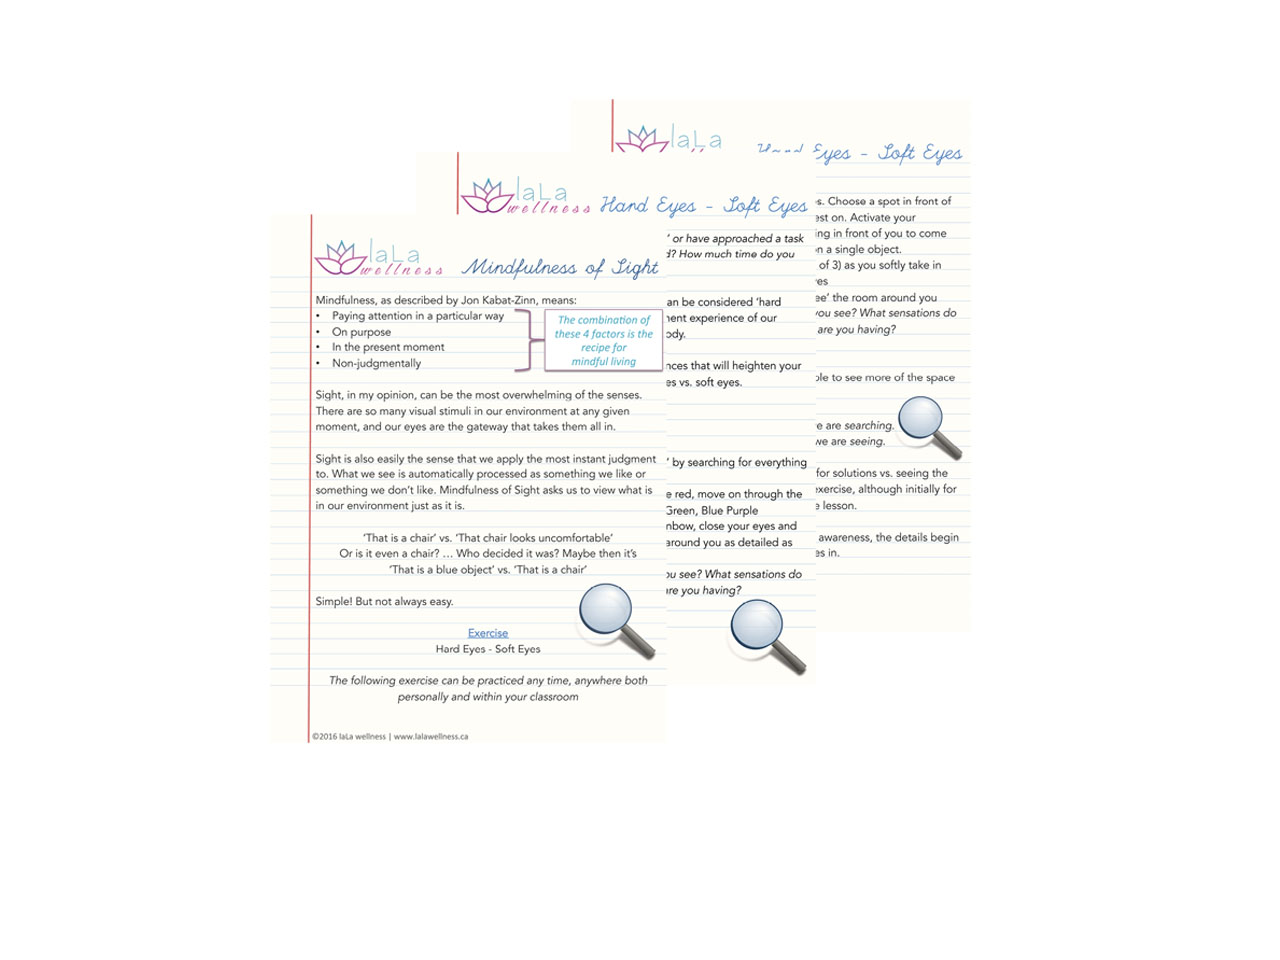 laLa
Eyes - Soft Eyes
s. Choose a spot in front of
est on. Activate your
ing in front of you to come
n a single object.
of 3) as you softly take in
yes
ee’ the room around you
you see? What sensations do
are you having?
ble to see more of the space
e are searching.
we are seeing.
for solutions vs. seeing the
exercise, although initially for
e lesson.
awareness, the details begin
es in.
laLa
wellness
Hand Eyes - Soft Eyes
’ or have approached a task
d? How much time do you
an be considered ‘hard
nent experience of our
ody.
nces that will heighten your
es vs. soft eyes.
’ by searching for everything
e red, move on through the
Green, Blue Purple
nbow, close your eyes and
around you as detailed as
ou see? What sensations do
are you having?
laLa
wellness
Mindfulness of Sight
Mindfulness, as described by Jon Kabat-Zinn, means:
• Paying attention in a particular way
• On purpose
• In the present moment
• Non-judgmentally
The combination of
these 4 factors is the
recipe for
mindful living
Sight, in my opinion, can be the most overwhelming of the senses.
There are so many visual stimuli in our environment at any given
moment, and our eyes are the gateway that takes them all in.
Sight is also easily the sense that we apply the most instant judgment
to. What we see is automatically processed as something we like or
something we don’t like. Mindfulness of Sight asks us to view what is
in our environment just as it is.
‘That is a chair’ vs. ‘That chair looks uncomfortable’
Or is it even a chair? … Who decided it was? Maybe then it’s
‘That is a blue object’ vs. ‘That is a chair’
Simple! But not always easy.
Exercise
Hard Eyes - Soft Eyes
The following exercise can be practiced any time, anywhere both
personally and within your classroom
©2016 laLa wellness | www.lalawellness.ca